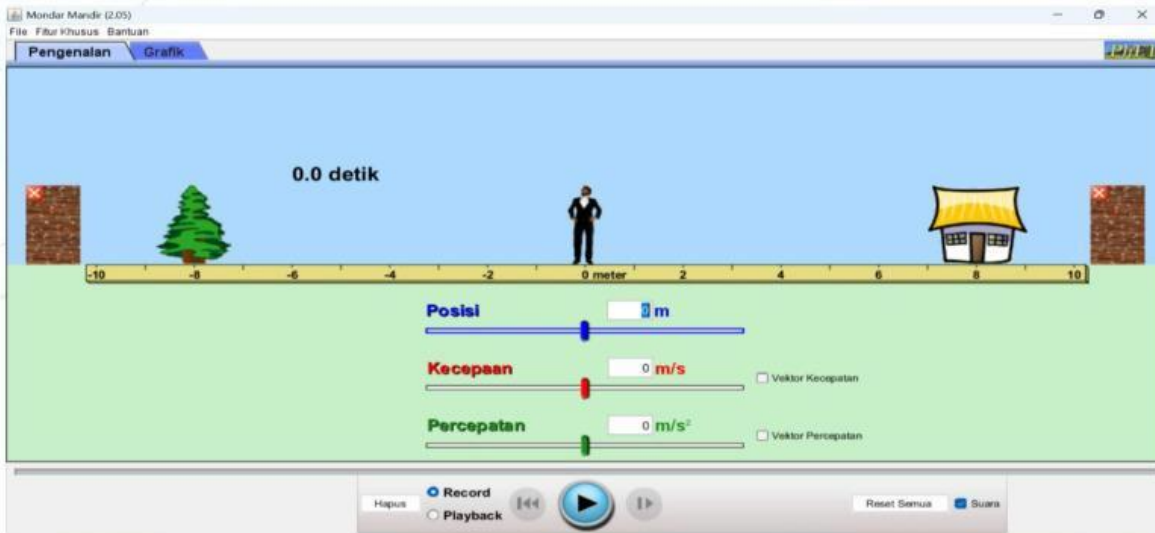 Mondar Mandir (2.05)
File Fitur Khusus Bantuan
Pengenalan Grafik
0.0 detik
-10 -8 -6 -4 -2 0 meter 2 4 6 8 10
Posisi 0 m
Kecepaan 0 m/s
Vektor Kecepatan
Percepatan 0 m/s²
Vektor Percepatan
Hapus
Record
Playback
Reset Semua
Suara